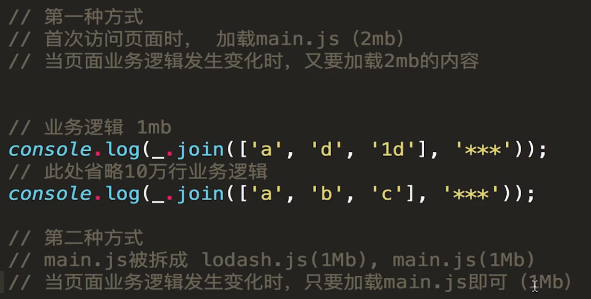 // 第一种方式
// 首次访问页面时， 加载main.js（2mb）
// 当页面业务逻辑发生变化时，又要加载2mb的内容
// 业务逻辑 1mb
console.log(_.join(['a', 'd', '1d'], '***'));
// 此处省略10万行业务逻辑
console.log(_.join(['a', 'b', 'c'], '***'));
// 第二种方式
// main.js被拆成 lodash.js(1Mb), main.js(1Mb)
// 当页面业务逻辑发生变化时，只要加载main.js即可（1Mb）